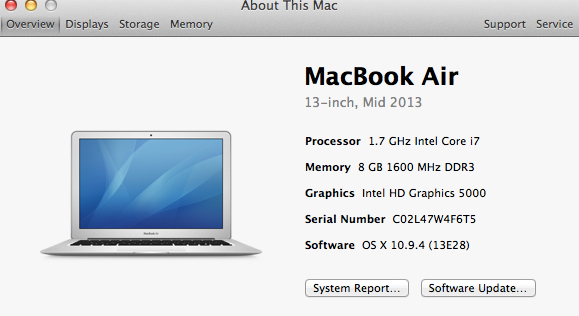 About This Mac
Overview Displays Storage Memory Support Service
MacBook Air
13-inch, Mid 2013
Processor 1.7 GHz Intel Core i7
Memory 8 GB 1600 MHz DDR3
Graphics Intel HD Graphics 5000
Serial Number C02L47W4F6T5
Software OS X 10.9.4 (13E28)
System Report... Software Update...